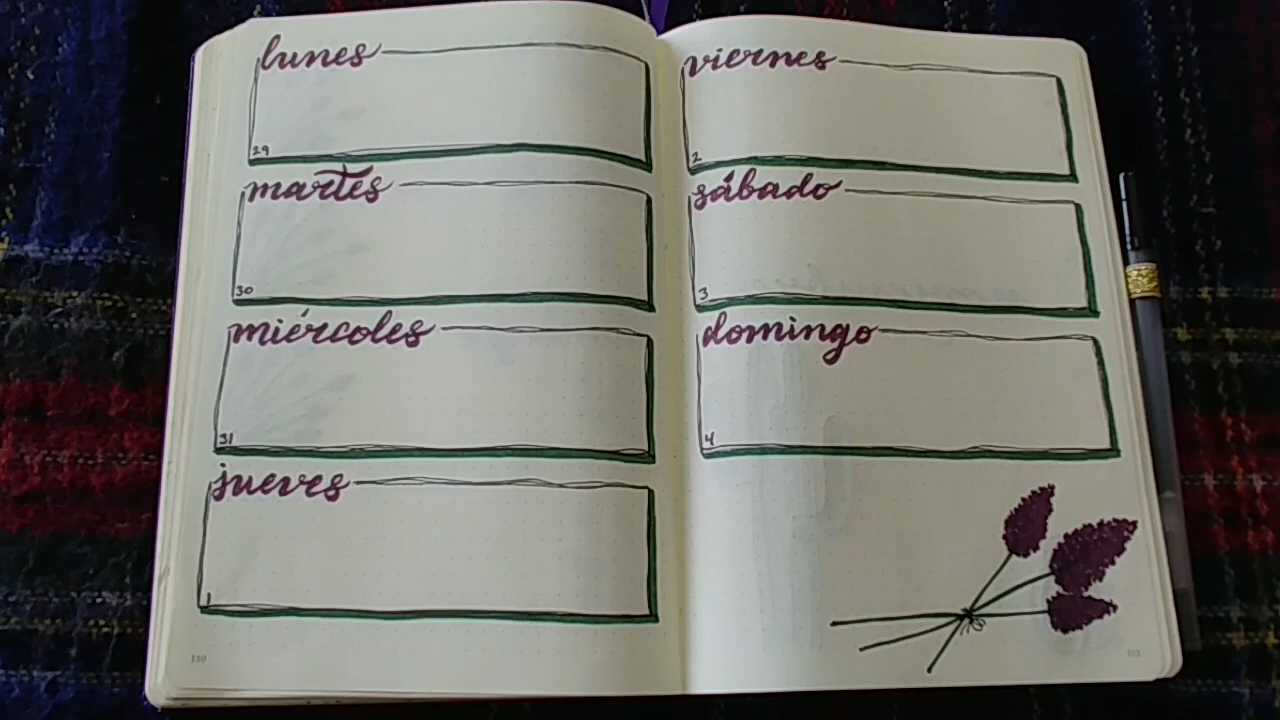 lunes
29
martes
30
miércoles
31
jueves
1
viernes
2
sábado
3
domingo
4